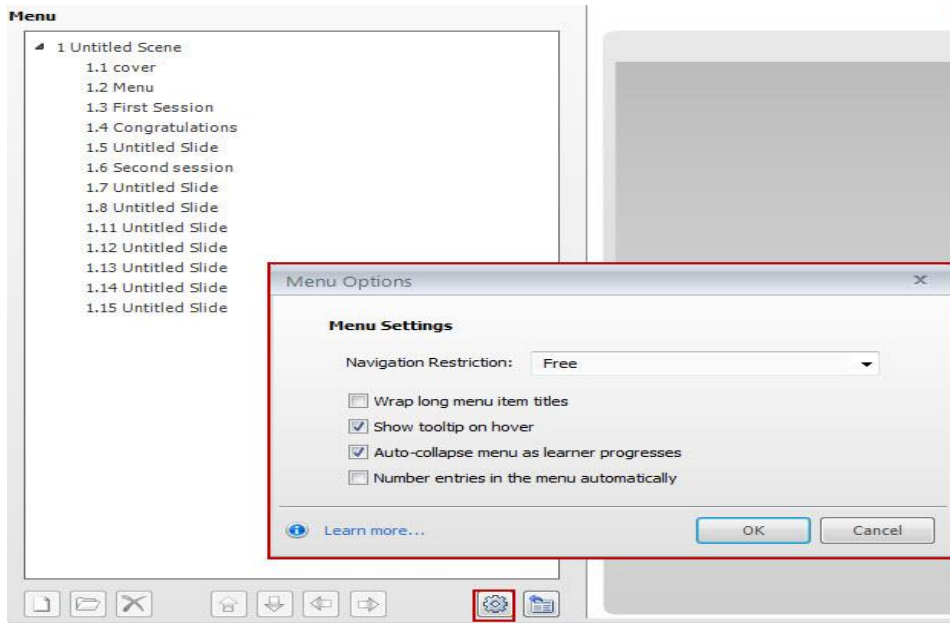 Menu
1 Untitled Scene
1.1 cover
1.2 Menu
1.3 First Session
1.4 Congratulations
1.5 Untitled Slide
1.6 Second session
1.7 Untitled Slide
1.8 Untitled Slide
1.11 Untitled Slide
1.12 Untitled Slide
1.13 Untitled Slide
1.14 Untitled Slide
1.15 Untitled Slide
Menu Options
Menu Settings
Navigation Restriction: Free
Wrap long menu item titles
Show tooltip on hover
Auto-collapse menu as learner progresses
Number entries in the menu automatically
Learn more... OK Cancel